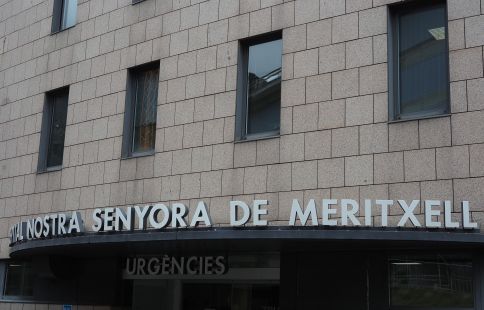 NOSTRA SENYORA DE MERITXELL
URGÈNCIES